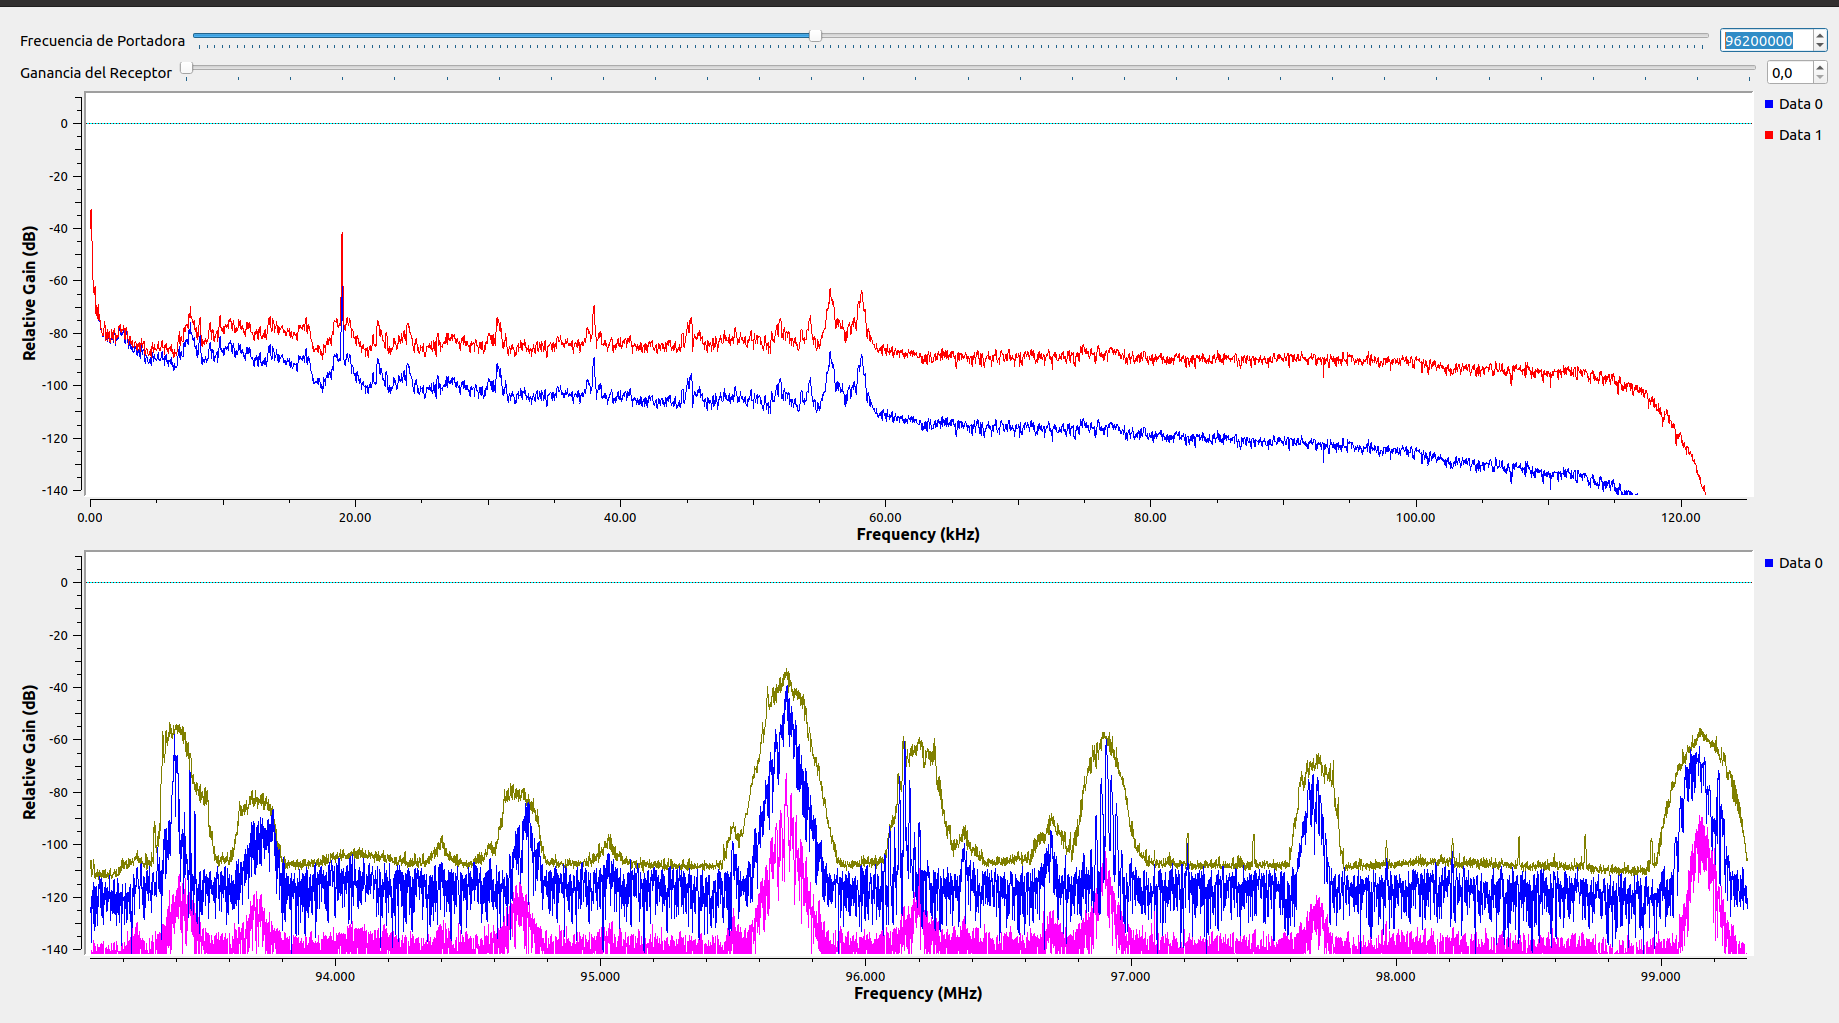 Frecuencia de Portadora 96200000
Ganancia del Receptor 0,0
Data 0
Data 1
Relative Gain (dB)
0
-20
-40
-60
-80
-100
-120
-140
0.00 20.00 40.00 60.00 80.00 100.00 120.00
Frequency (kHz)
Data 0
Relative Gain (dB)
0
-20
-40
-60
-80
-100
-120
-140
94.000 95.000 96.000 97.000 98.000 99.000
Frequency (MHz)